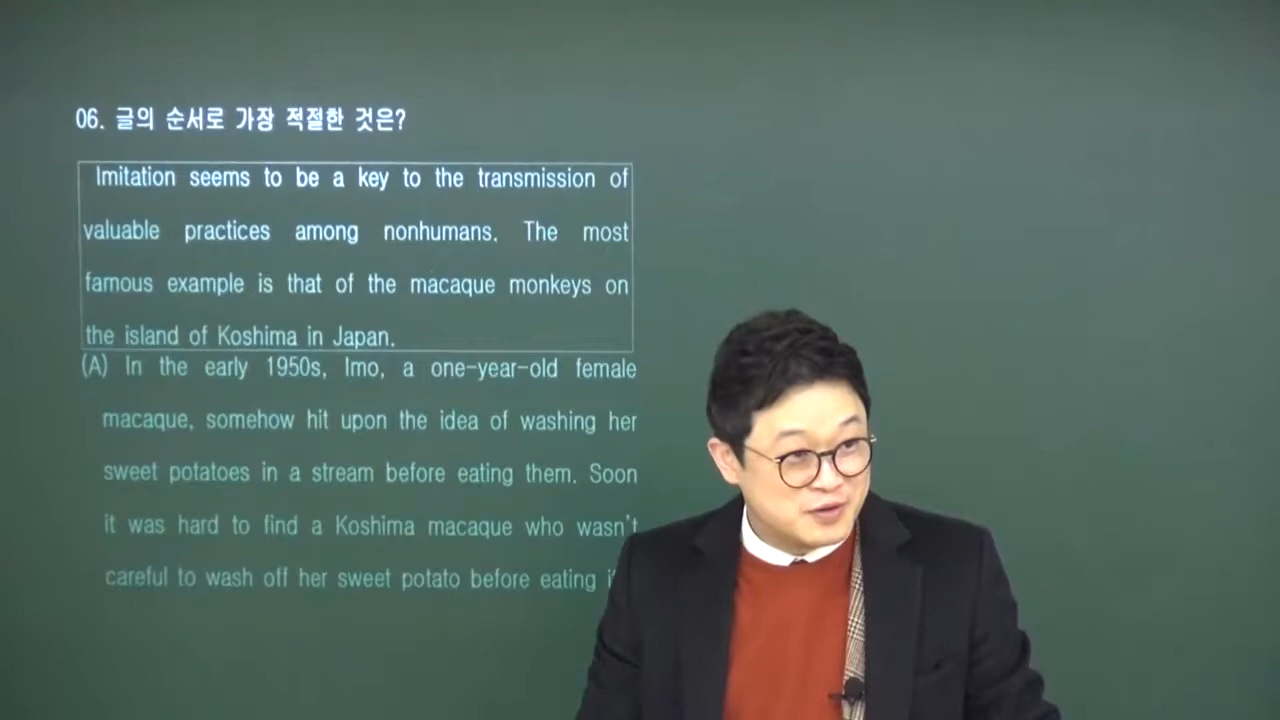 06. 글의 순서로 가장 적절한 것은?
Imitation seems to be a key to the transmission of
valuable practices among nonhumans. The most
famous example is that of the macaque monkeys on
the island of Koshima in Japan.
(A) In the early 1950s, Imo, a one-year-old female
macaque, somehow hit upon the idea of washing her
sweet potatoes in a stream before eating them. Soon
it was hard to find a Koshima macaque who wasn't
careful to wash off her sweet potato before eating